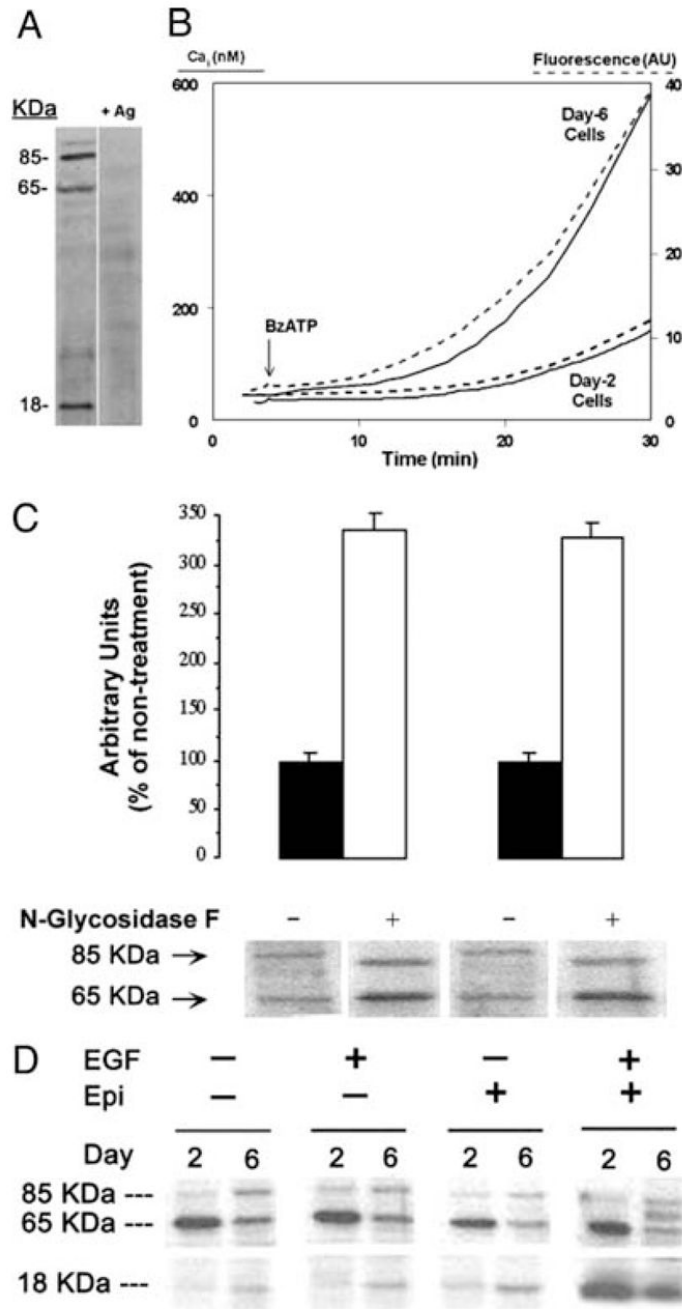 A
KDa
+ Ag
85-
65-
18-
B
Cai (nM)
Fluorescence (AU)
600
400
200
0
40
30
20
10
0
Day-6
Cells
BzATP
Day-2
Cells
0
10
20
30
Time (min)
C
Arbitrary Units
(% of non-treatment)
350
300
250
200
150
100
50
0
N-Glycosidase F − + − +
85 KDa →
65 KDa →
D
EGF − + − +
Epi − − + +
Day 2 6 2 6 2 6 2 6
85 KDa ---
65 KDa ---
18 KDa ---